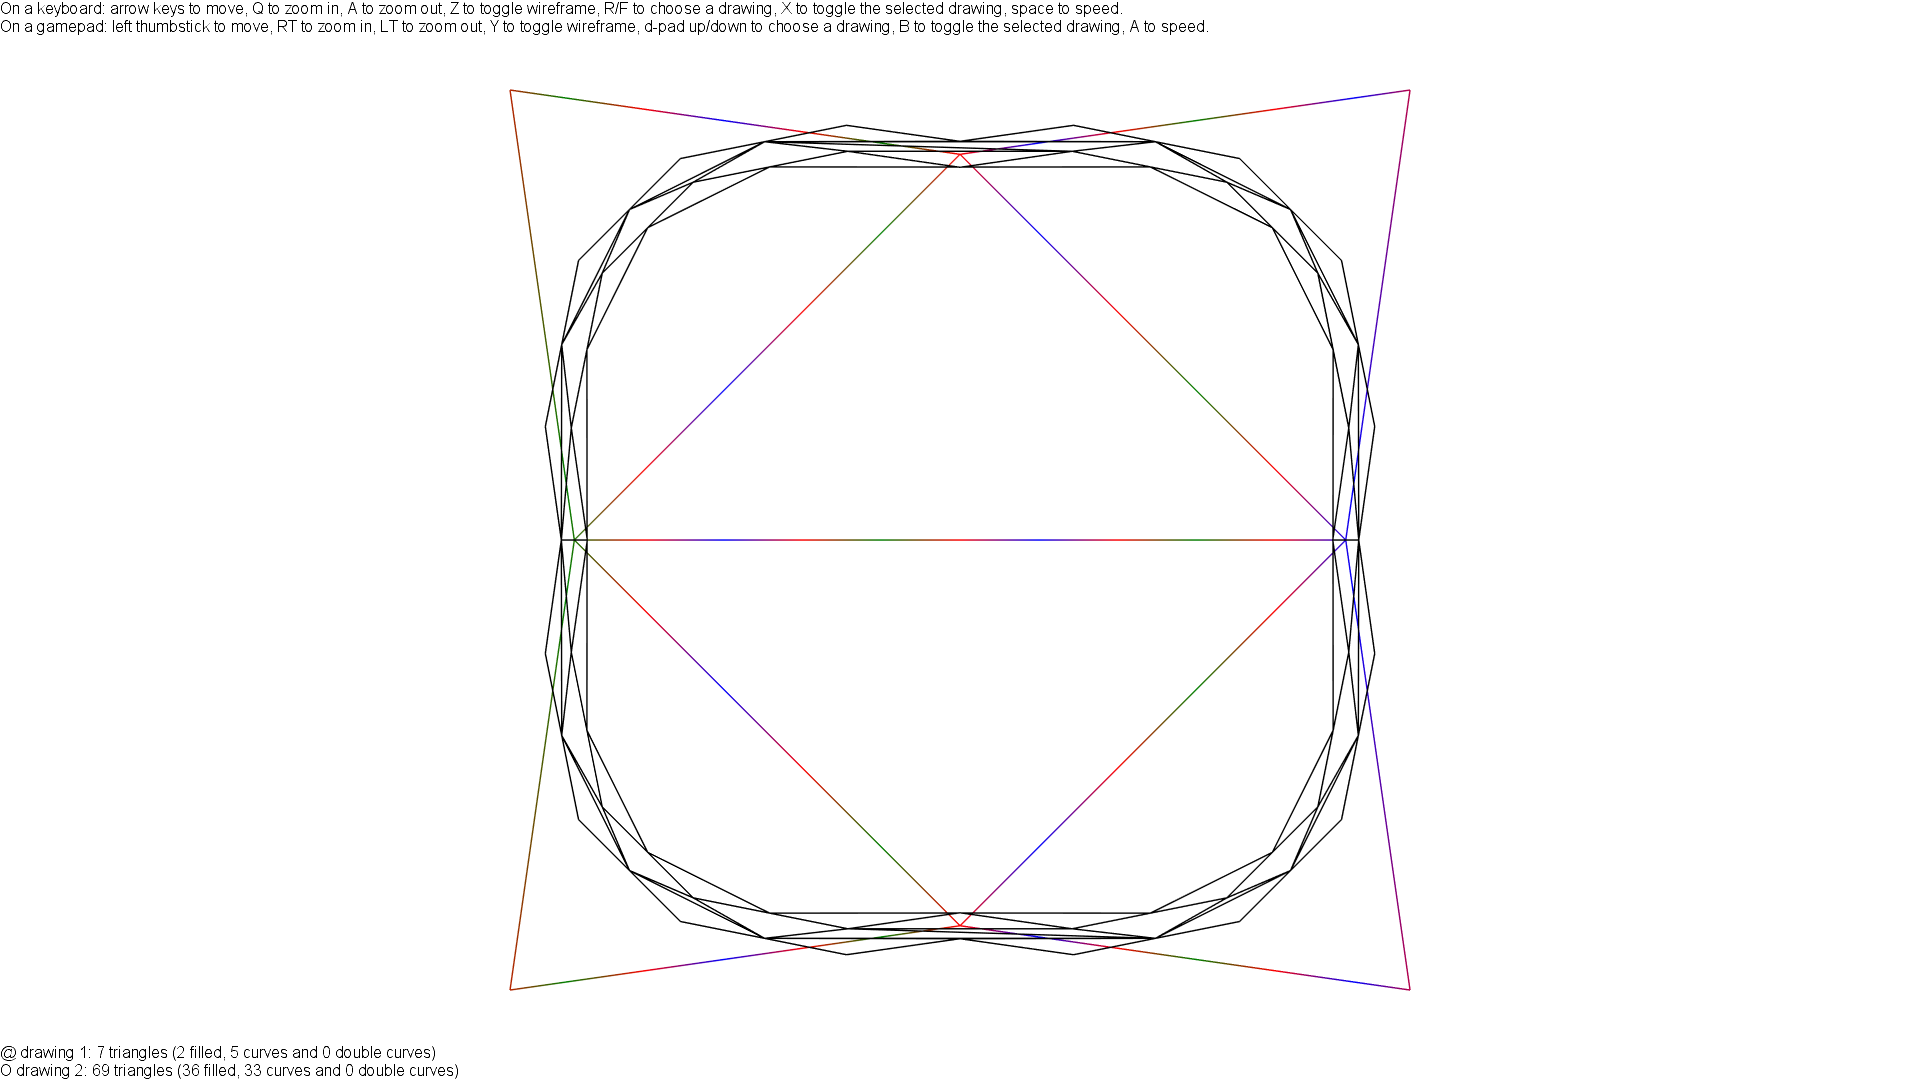 On a keyboard: arrow keys to move, Q to zoom in, A to zoom out, Z to toggle wireframe, R/F to choose a drawing, X to toggle the selected drawing, space to speed.
On a gamepad: left thumbstick to move, RT to zoom in, LT to zoom out, Y to toggle wireframe, d-pad up/down to choose a drawing, B to toggle the selected drawing, A to speed.
@ drawing 1: 7 triangles (2 filled, 5 curves and 0 double curves)
O drawing 2: 69 triangles (36 filled, 33 curves and 0 double curves)